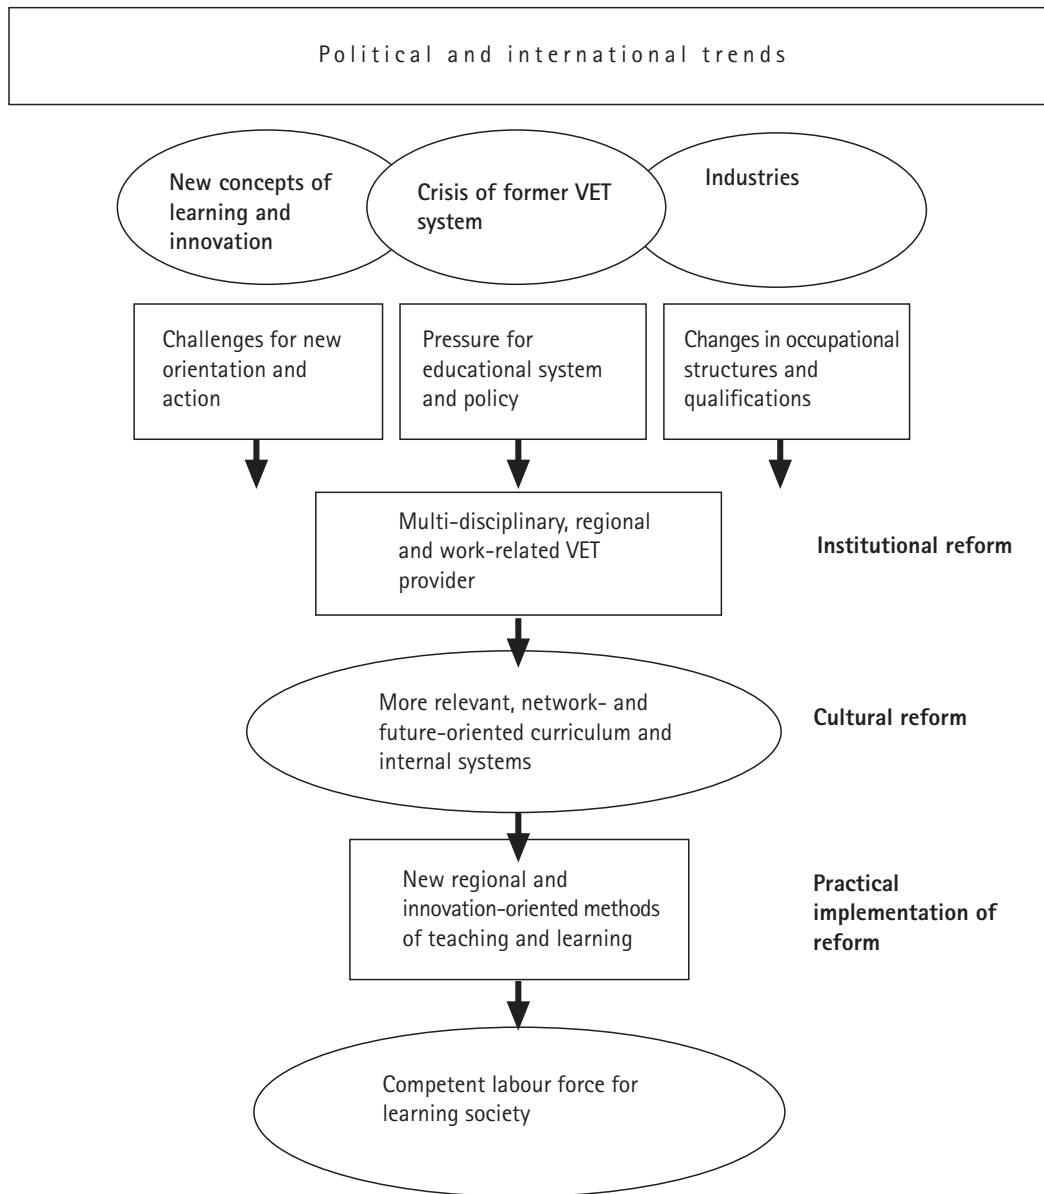 Political and international trends
New concepts of
learning and
innovation
Crisis of former VET
system
Industries
Challenges for new
orientation and
action
Pressure for
educational system
and policy
Changes in occupational
structures and
qualifications
Multi-disciplinary, regional
and work-related VET
provider
Institutional reform
More relevant, network- and
future-oriented curriculum and
internal systems
Cultural reform
New regional and
innovation-oriented methods
of teaching and learning
Practical
implementation of
reform
Competent labour force for
learning society